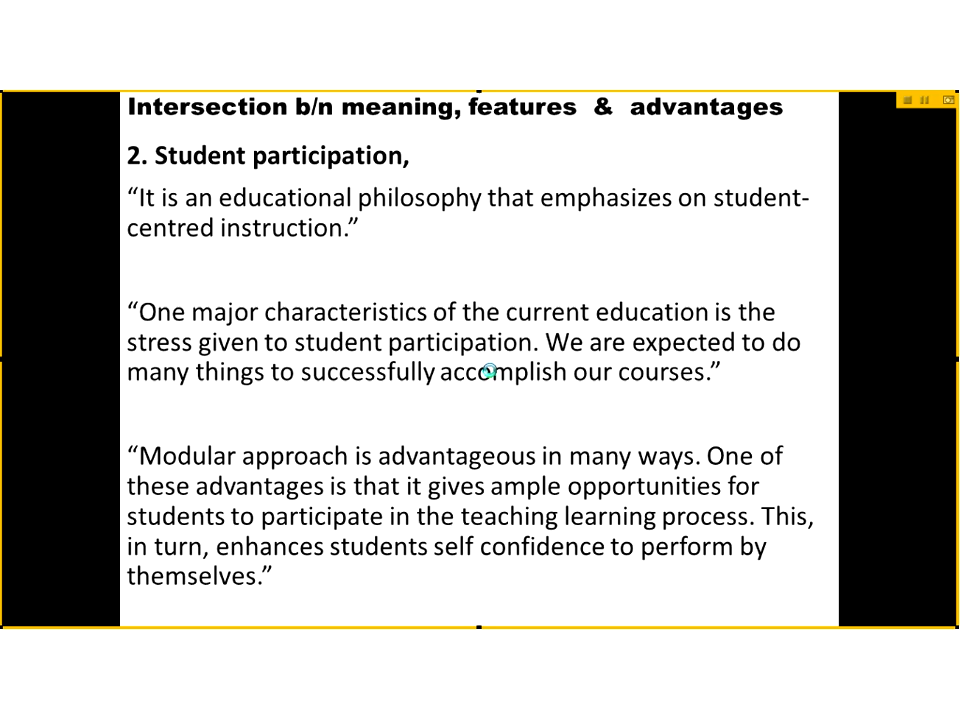 Intersection b/n meaning, features & advantages
2. Student participation,
“It is an educational philosophy that emphasizes on student-
centred instruction.”
“One major characteristics of the current education is the
stress given to student participation. We are expected to do
many things to successfully accomplish our courses.”
“Modular approach is advantageous in many ways. One of
these advantages is that it gives ample opportunities for
students to participate in the teaching learning process. This,
in turn, enhances students self confidence to perform by
themselves.”